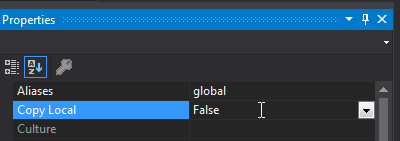 Properties
Aliases global
Copy Local False
Culture